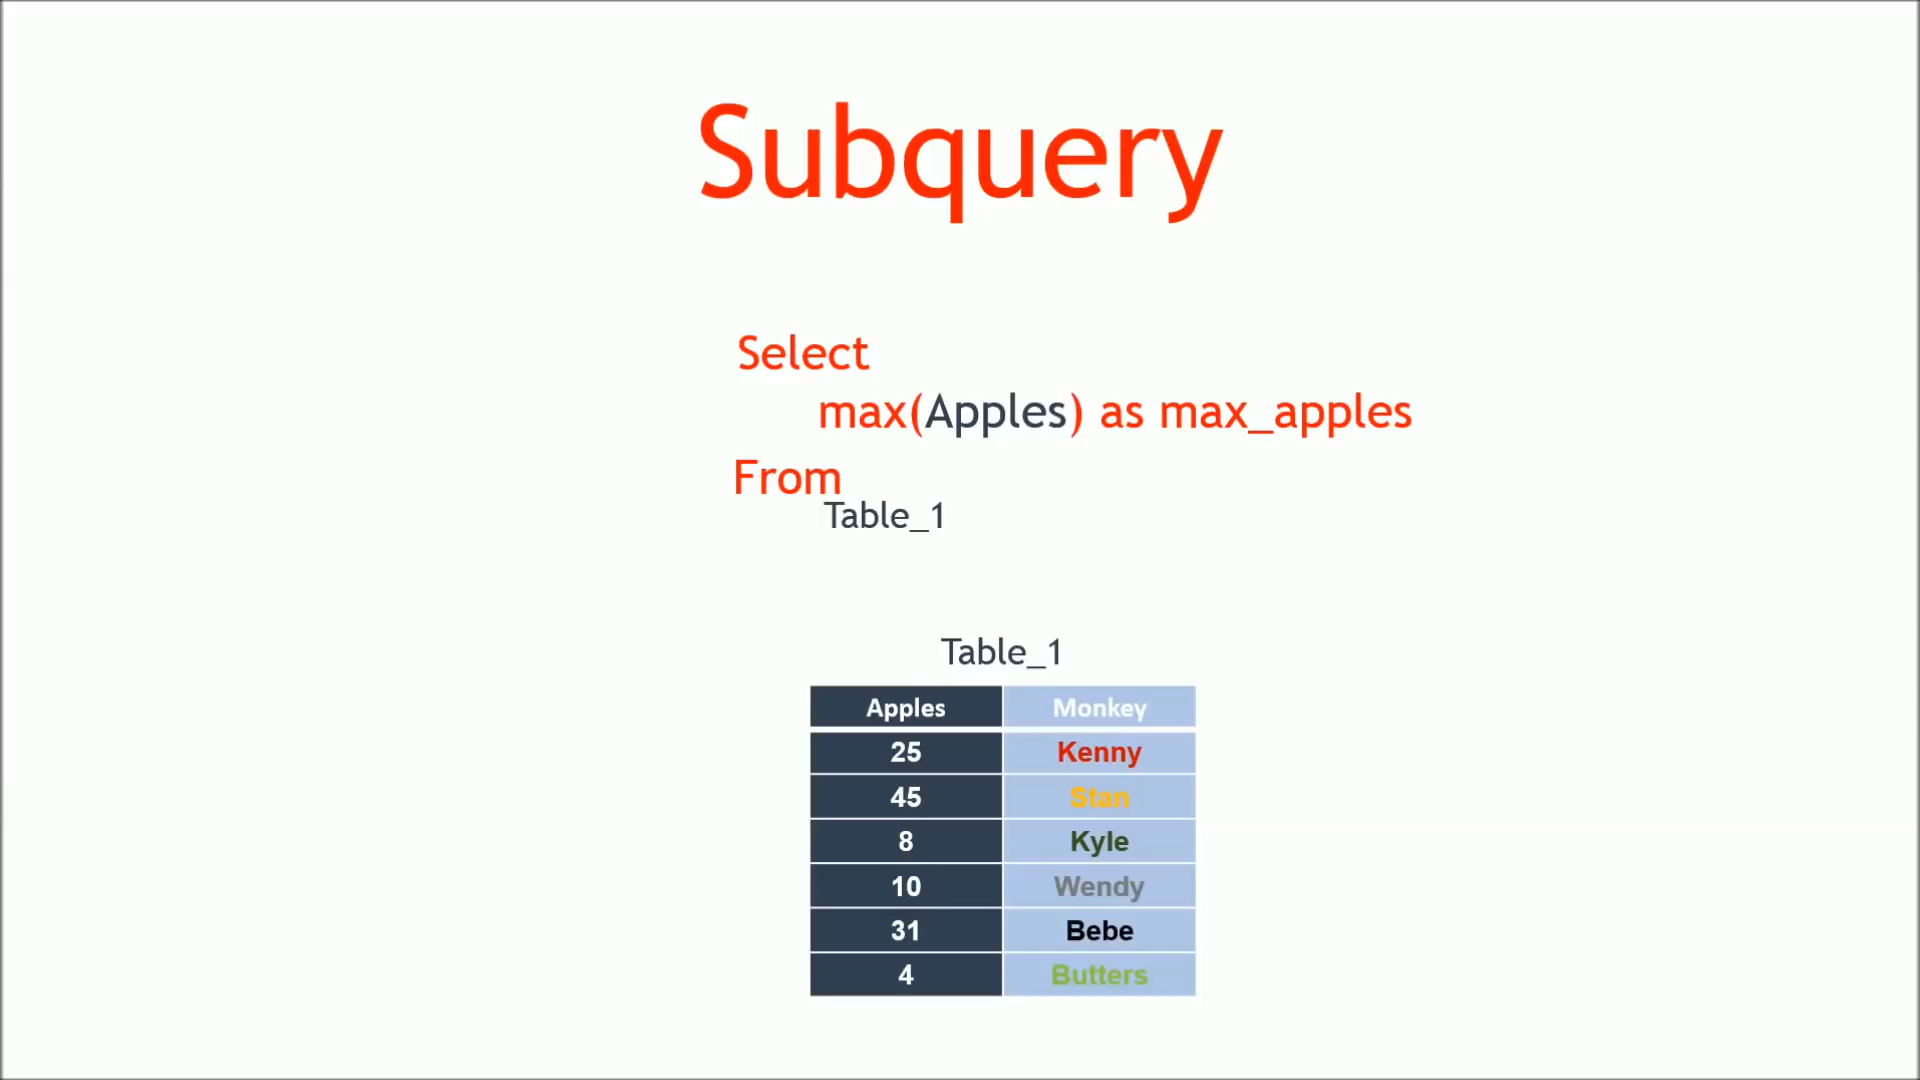 Subquery
Select
max(Apples) as max_apples
From
Table_1
Table_1
Apples Monkey
25 Kenny
45 Stan
8 Kyle
10 Wendy
31 Bebe
4 Butters